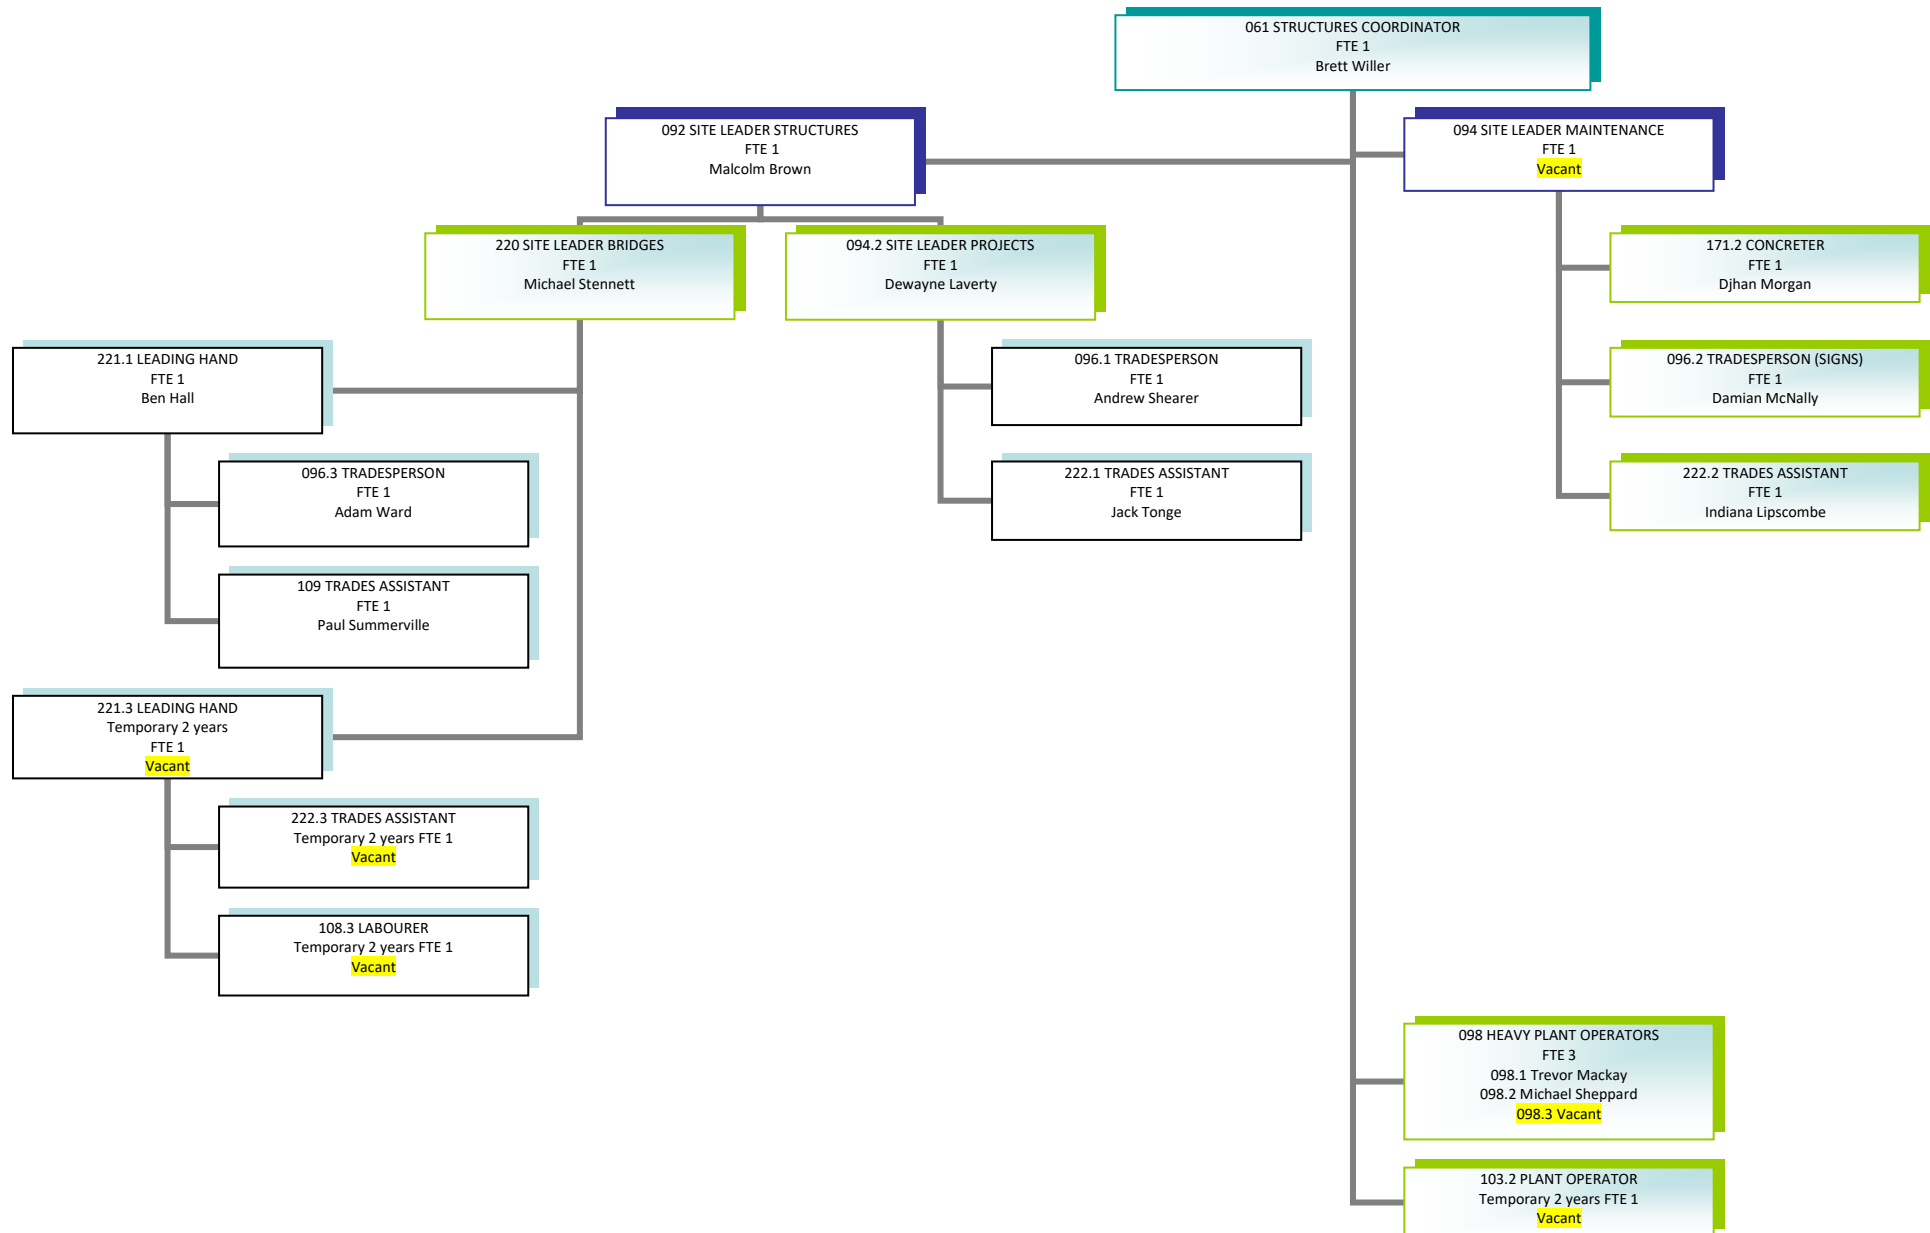 061 STRUCTURES COORDINATOR
FTE 1
Brett Willer
092 SITE LEADER STRUCTURES
FTE 1
Malcolm Brown
094 SITE LEADER MAINTENANCE
FTE 1
Vacant
220 SITE LEADER BRIDGES
FTE 1
Michael Stennett
094.2 SITE LEADER PROJECTS
FTE 1
Dewayne Laverty
171.2 CONCRETER
FTE 1
Djhan Morgan
221.1 LEADING HAND
FTE 1
Ben Hall
096.1 TRADESPERSON
FTE 1
Andrew Shearer
096.2 TRADESPERSON (SIGNS)
FTE 1
Damian McNally
096.3 TRADESPERSON
FTE 1
Adam Ward
222.1 TRADES ASSISTANT
FTE 1
Jack Tonge
222.2 TRADES ASSISTANT
FTE 1
Indiana Lipscombe
109 TRADES ASSISTANT
FTE 1
Paul Summerville
221.3 LEADING HAND
Temporary 2 years
FTE 1
Vacant
222.3 TRADES ASSISTANT
Temporary 2 years FTE 1
Vacant
108.3 LABOURER
Temporary 2 years FTE 1
Vacant
098 HEAVY PLANT OPERATORS
FTE 3
098.1 Trevor Mackay
098.2 Michael Sheppard
098.3 Vacant
103.2 PLANT OPERATOR
Temporary 2 years FTE 1
Vacant